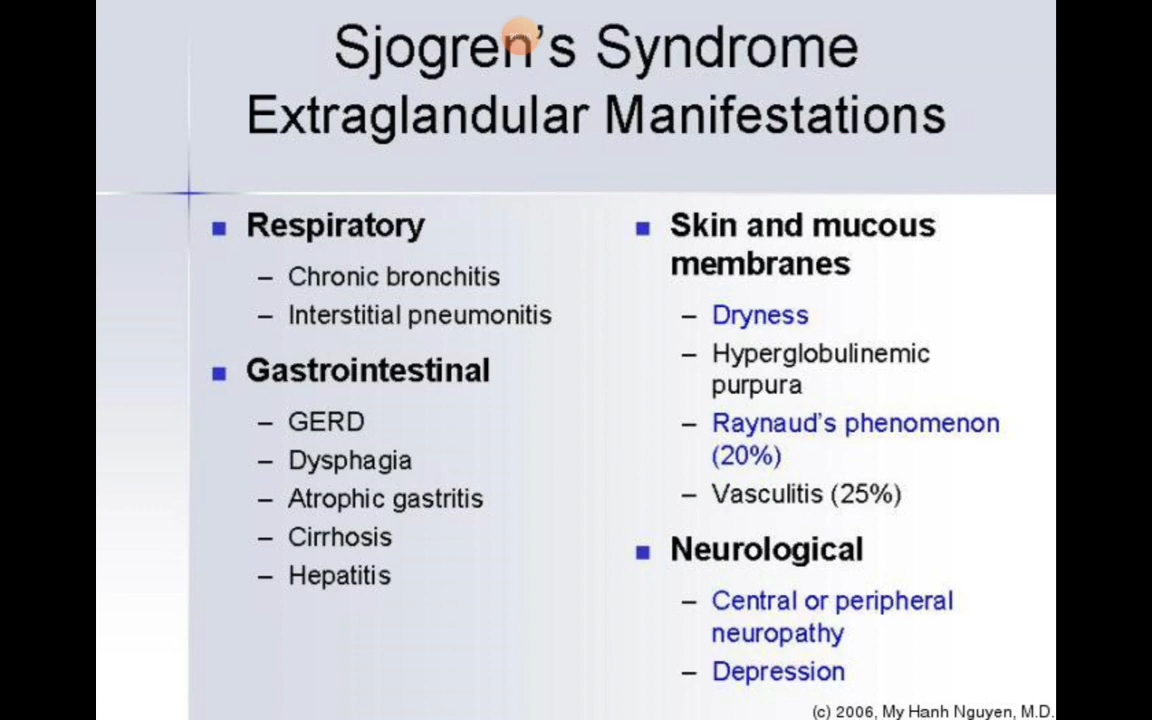 Sjogren's Syndrome
Extraglandular Manifestations
■ Respiratory
– Chronic bronchitis
– Interstitial pneumonitis
■ Gastrointestinal
– GERD
– Dysphagia
– Atrophic gastritis
– Cirrhosis
– Hepatitis
■ Skin and mucous
membranes
– Dryness
– Hyperglobulinemic
purpura
– Raynaud's phenomenon
(20%)
– Vasculitis (25%)
■ Neurological
– Central or peripheral
neuropathy
– Depression
(c) 2006, My Hanh Nguyen, M.D.